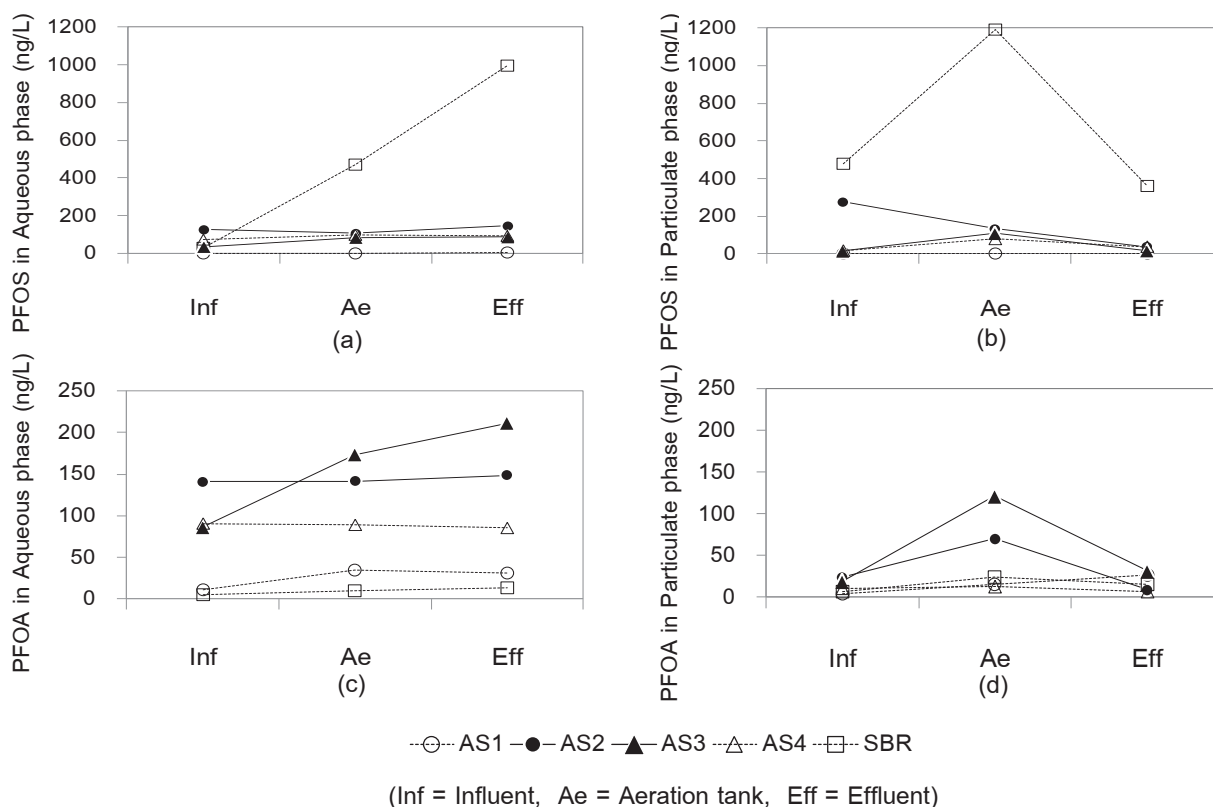 PFOS in Aqueous phase (ng/L)
1200
1000
800
600
400
200
0
Inf Ae Eff
(a)
PFOS in Particulate phase (ng/L)
1200
1000
800
600
400
200
0
Inf Ae Eff
(b)
PFOA in Aqueous phase (ng/L)
250
200
150
100
50
0
Inf Ae Eff
(c)
PFOA in Particulate phase (ng/L)
250
200
150
100
50
0
Inf Ae Eff
(d)
AS1 AS2 AS3 AS4 SBR
(Inf = Influent, Ae = Aeration tank, Eff = Effluent)